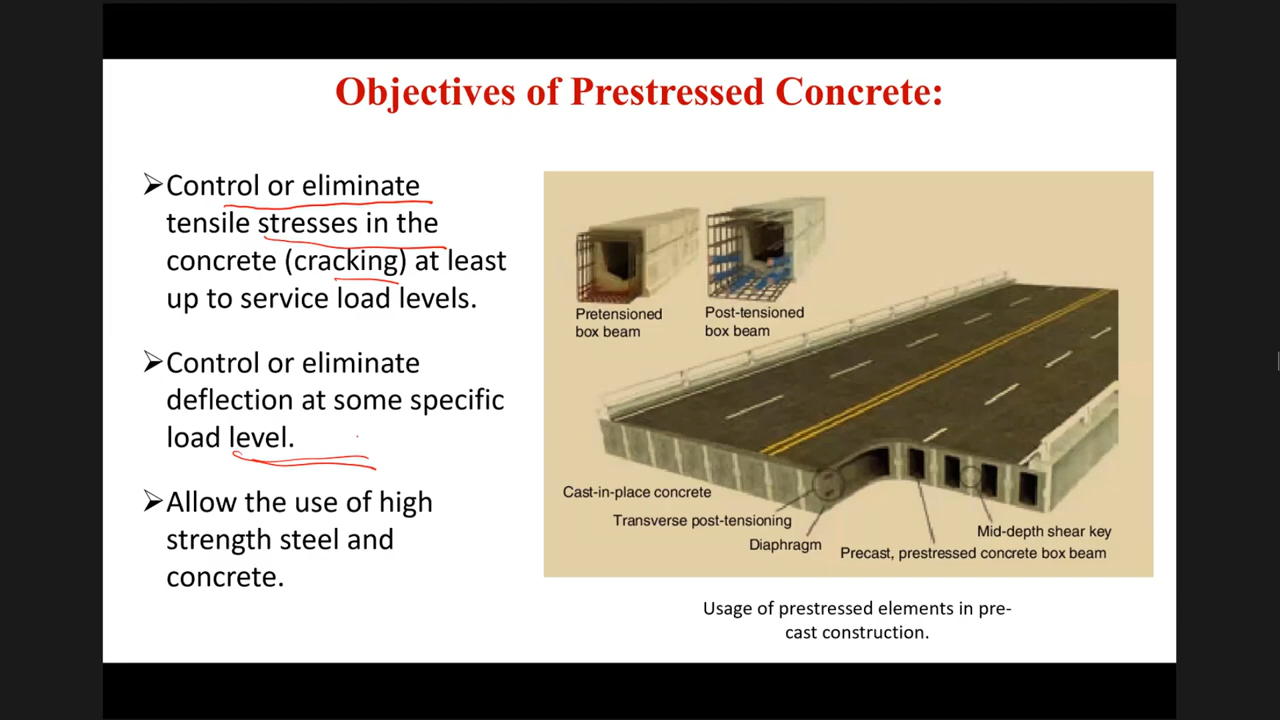 Objectives of Prestressed Concrete:
➢Control or eliminate
tensile stresses in the
concrete (cracking) at least
up to service load levels.
➢Control or eliminate
deflection at some specific
load level.
➢Allow the use of high
strength steel and
concrete.
Pretensioned
box beam
Post-tensioned
box beam
Cast-in-place concrete
Transverse post-tensioning
Diaphragm
Mid-depth shear key
Precast, prestressed concrete box beam
Usage of prestressed elements in pre-
cast construction.